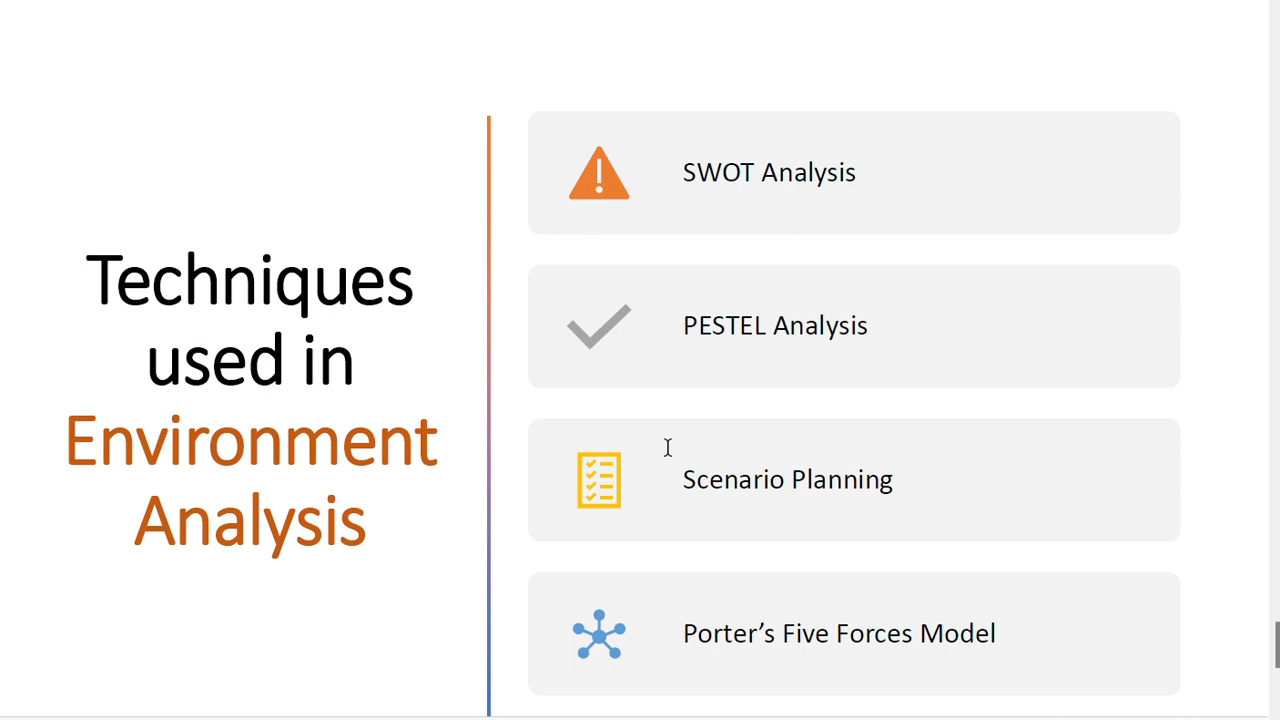 Techniques
used in
Environment
Analysis
SWOT Analysis
PESTEL Analysis
Scenario Planning
Porter’s Five Forces Model